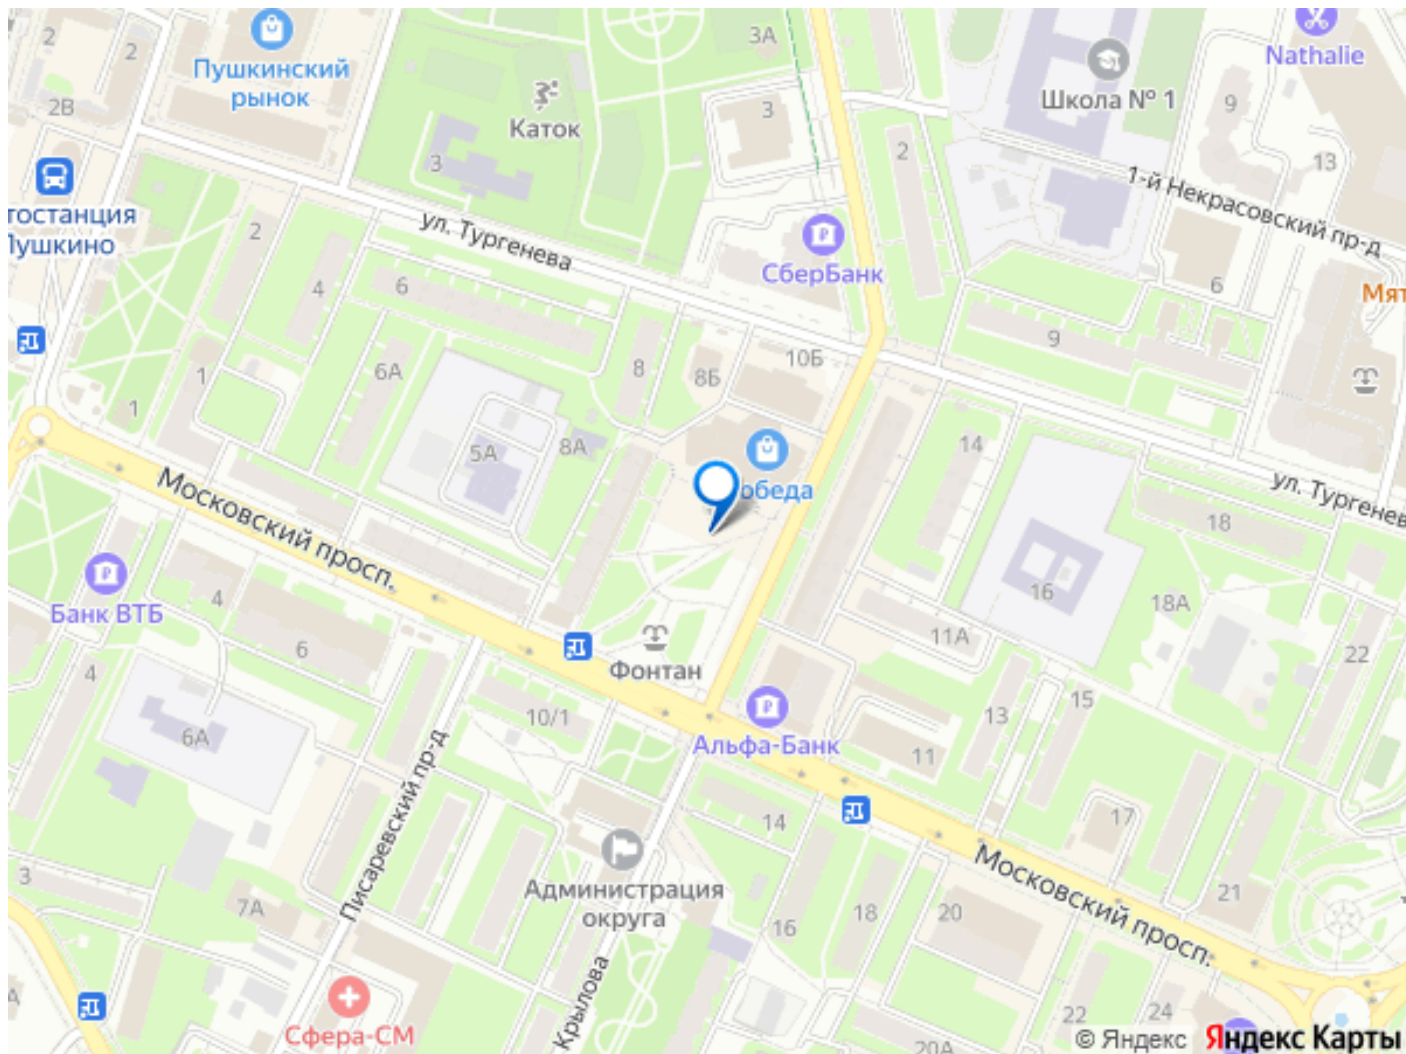 2
2
2В
Пушкинский
рынок
3А
3
Каток
3
Nathalie
Школа № 1
9
13
2
1-й Некрасовский пр-д
тостанция
Пушкино
ул. Тургенева
СберБанк
2
4
6
6
9
Мят
1
6А
8
8Б
10Б
1
5А
8А
14
победа
ул. Тургенев
18
Московский просп.
Банк ВТБ
4
6
4
6А
Фонтан
10/1
16
18А
11А
22
13
15
Альфа-Банк
11
14
17
Писаревский пр-д
Администрация
округа
3
7А
16
18
20
21
Московский просп.
А
Сфера-СМ
Крылова
22
24
20А
© Яндекс Яндекс Карты